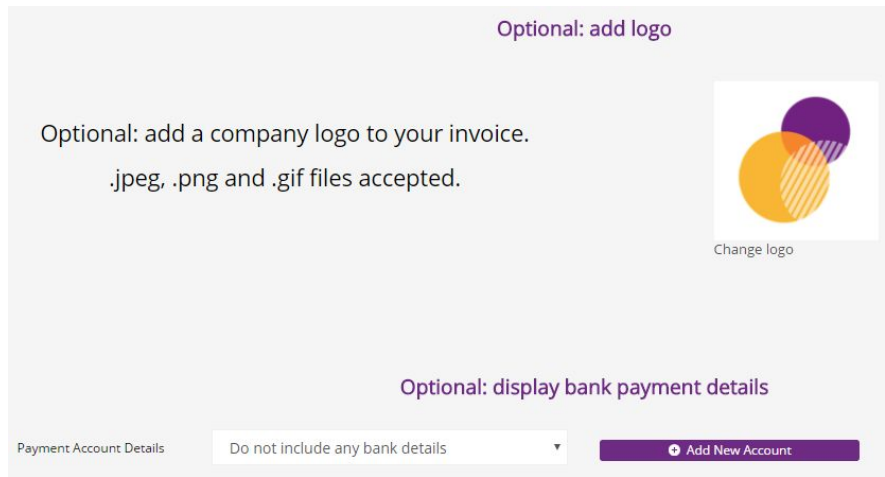 Optional: add logo
Optional: add a company logo to your invoice.
.jpeg, .png and .gif files accepted.
Change logo
Optional: display bank payment details
Payment Account Details
Do not include any bank details
Add New Account